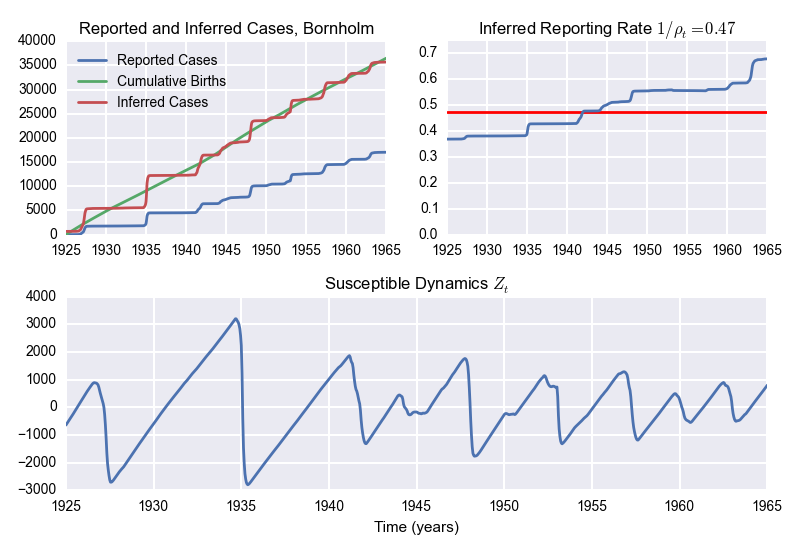 Reported and Inferred Cases, Bornholm
40000
35000
30000
25000
20000
15000
10000
5000
0
Reported Cases
Cumulative Births
Inferred Cases
1925 1930 1935 1940 1945 1950 1955 1960 1965
Inferred Reporting Rate 1/ρt = 0.47
0.7
0.6
0.5
0.4
0.3
0.2
0.1
0.0
1925 1930 1935 1940 1945 1950 1955 1960 1965
Susceptible Dynamics Zt
4000
3000
2000
1000
0
−1000
−2000
−3000
1925 1930 1935 1940 1945 1950 1955 1960 1965
Time (years)